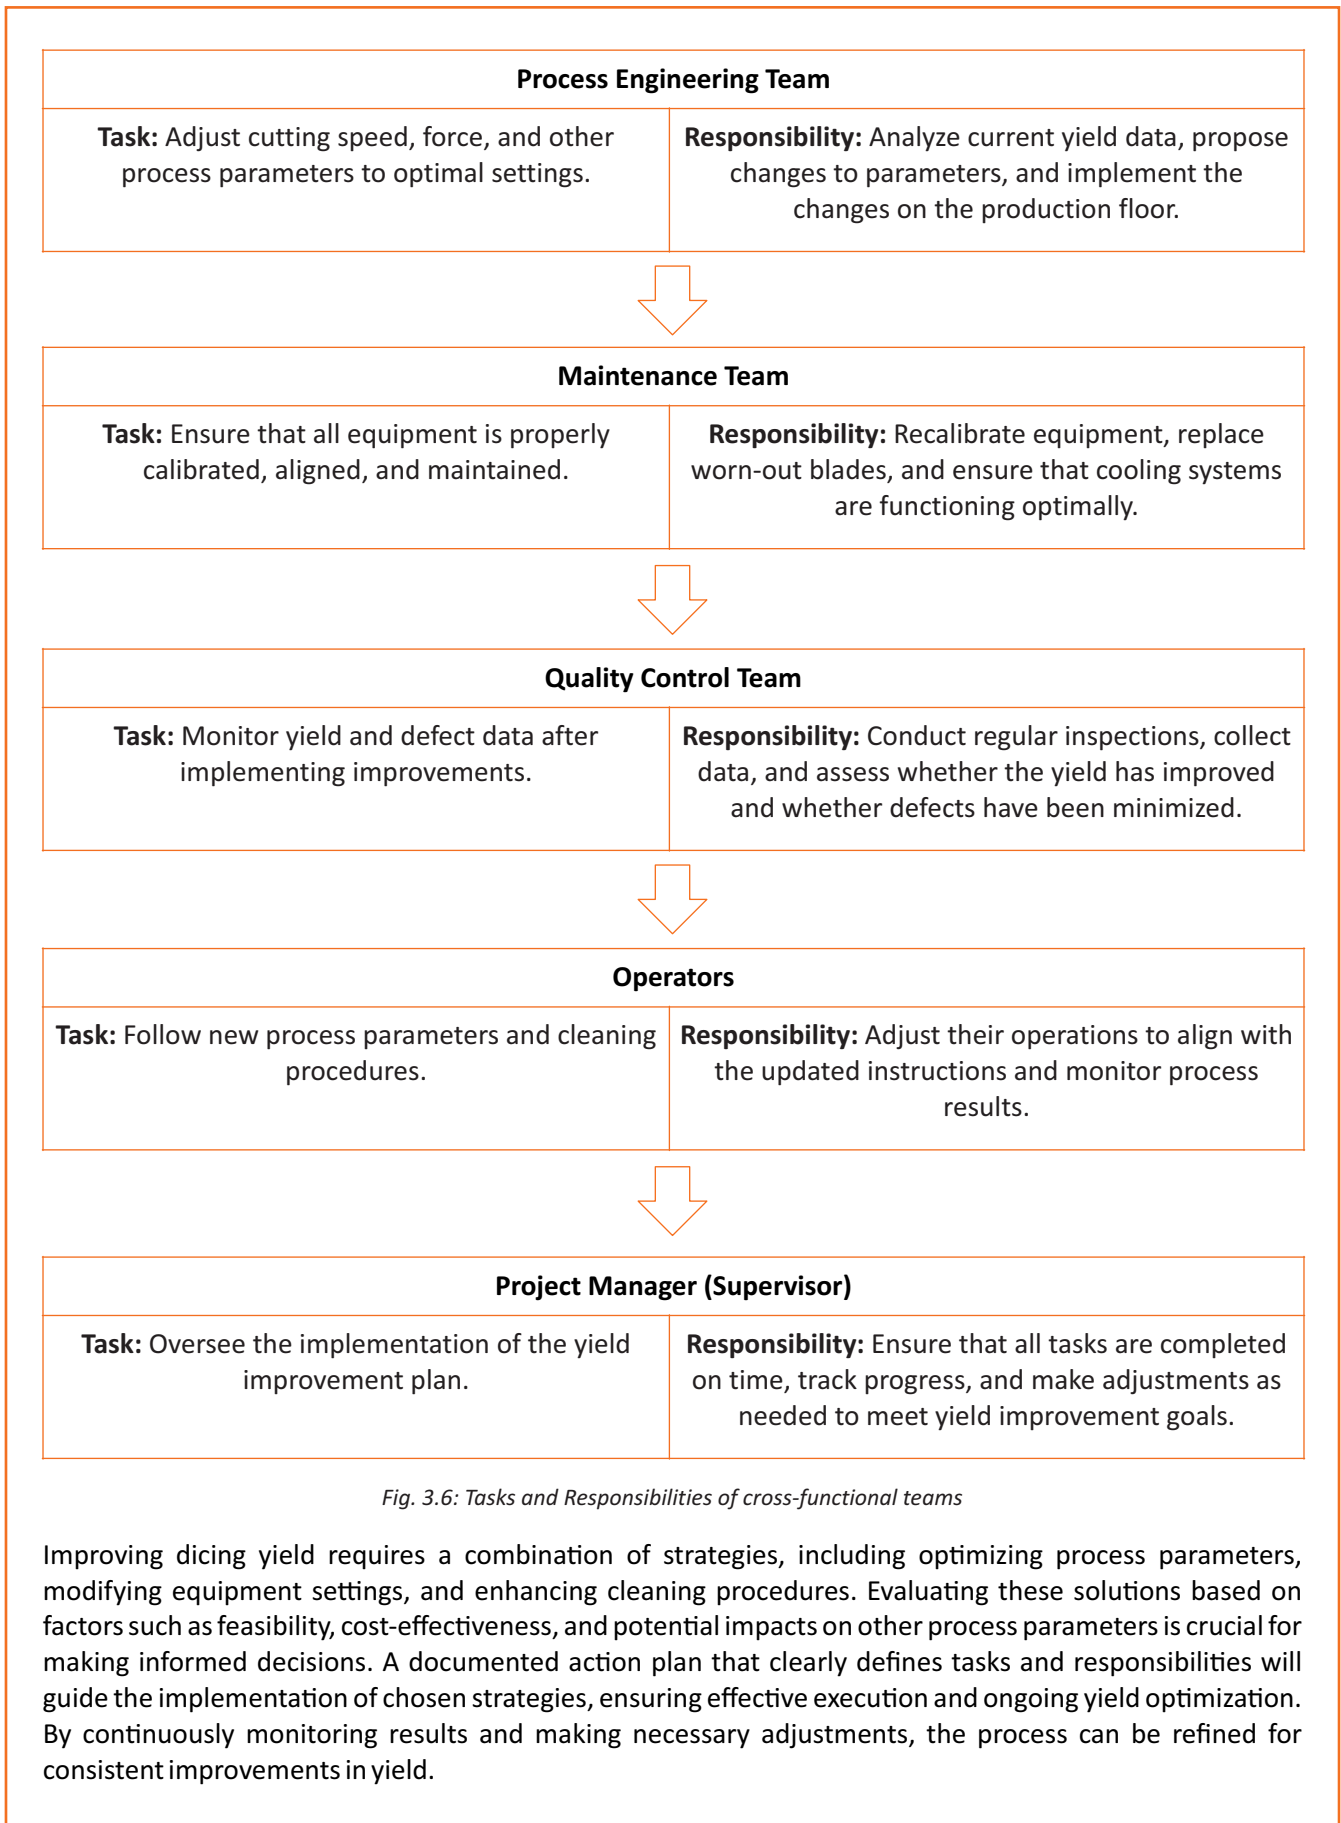 Process Engineering Team
Task: Adjust cutting speed, force, and other
process parameters to optimal settings.
Responsibility: Analyze current yield data, propose
changes to parameters, and implement the
changes on the production floor.
Maintenance Team
Task: Ensure that all equipment is properly
calibrated, aligned, and maintained.
Responsibility: Recalibrate equipment, replace
worn-out blades, and ensure that cooling systems
are functioning optimally.
Quality Control Team
Task: Monitor yield and defect data after
implementing improvements.
Responsibility: Conduct regular inspections, collect
data, and assess whether the yield has improved
and whether defects have been minimized.
Operators
Task: Follow new process parameters and cleaning
procedures.
Responsibility: Adjust their operations to align with
the updated instructions and monitor process
results.
Project Manager (Supervisor)
Task: Oversee the implementation of the yield
improvement plan.
Responsibility: Ensure that all tasks are completed
on time, track progress, and make adjustments as
needed to meet yield improvement goals.
Fig. 3.6: Tasks and Responsibilities of cross-functional teams
Improving dicing yield requires a combination of strategies, including optimizing process parameters,
modifying equipment settings, and enhancing cleaning procedures. Evaluating these solutions based on
factors such as feasibility, cost-effectiveness, and potential impacts on other process parameters is crucial for
making informed decisions. A documented action plan that clearly defines tasks and responsibilities will
guide the implementation of chosen strategies, ensuring effective execution and ongoing yield optimization.
By continuously monitoring results and making necessary adjustments, the process can be refined for
consistent improvements in yield.